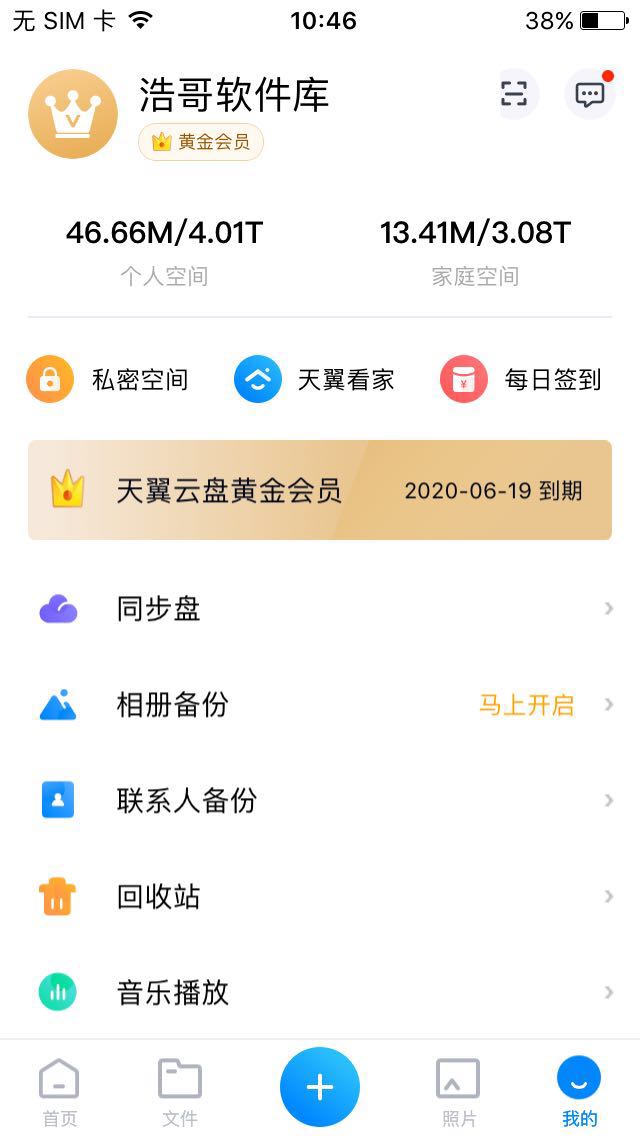 无 SIM 卡 10:46 38%
浩哥软件库
黄金会员
46.66M/4.01T 13.41M/3.08T
个人空间 家庭空间
私密空间 天翼看家 每日签到
天翼云盘黄金会员 2020-06-19 到期
同步盘
相册备份 马上开启
联系人备份
回收站
音乐播放
首页 文件 照片 我的